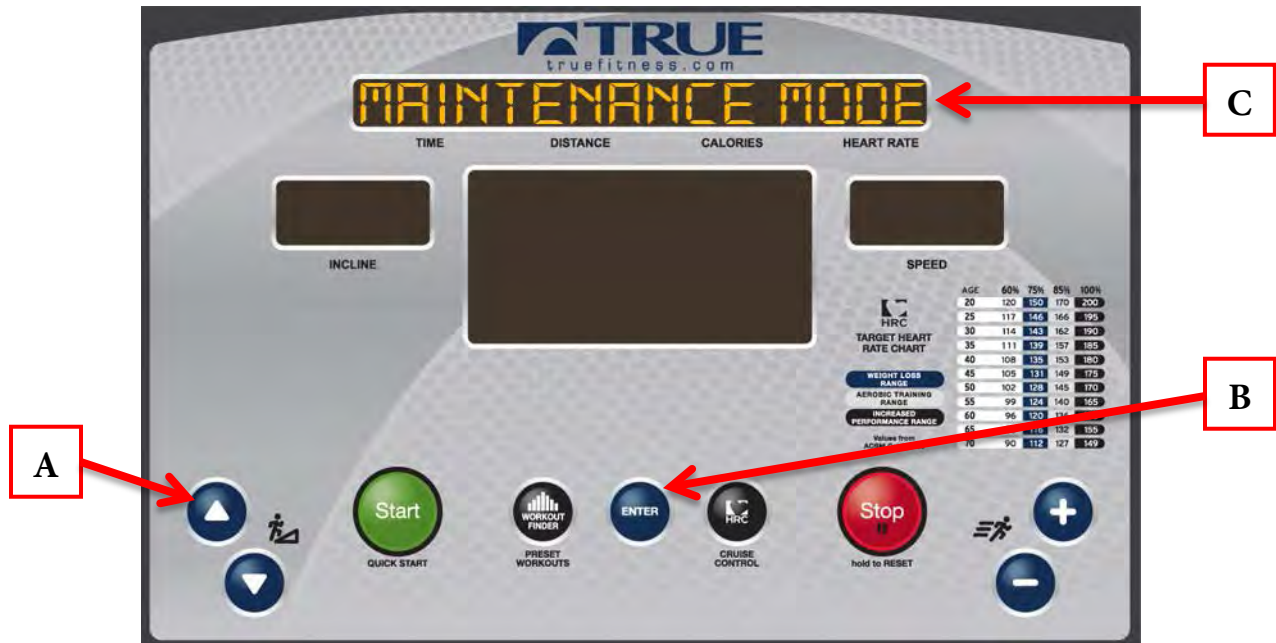 TRUE
truefitness.com
MAINTENANCE MODE
C
TIME DISTANCE CALORIES HEART RATE
INCLINE
SPEED
HRC
TARGET HEART
RATE CHART
WEIGHT LOSS
RANGE
AEROBIC TRAINING
RANGE
INCREASED
PERFORMANCE RANGE
Values from
AGE 60% 75% 85% 100%
20 120 150 170 200
25 117 146 166 195
30 114 143 162 190
35 111 139 157 185
40 108 135 153 180
45 105 131 149 175
50 102 128 145 170
55 99 124 140 165
60 96 120
65 132 155
70 90 112 127 149
B
A
Start
QUICK START
WORKOUT
FINDER
PRESET
WORKOUTS
ENTER
HRC
CRUISE
CONTROL
Stop
hold to RESET